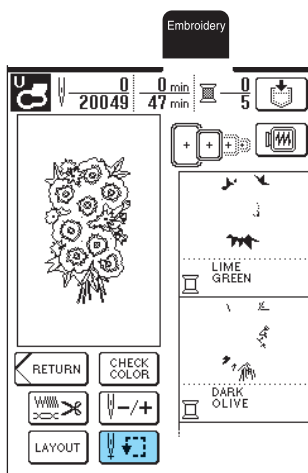 Embroidery
U
0 0 min 0
20049 47 min 5
LIME
GREEN
RETURN CHECK
COLOR
DARK
OLIVE
-/+
LAYOUT